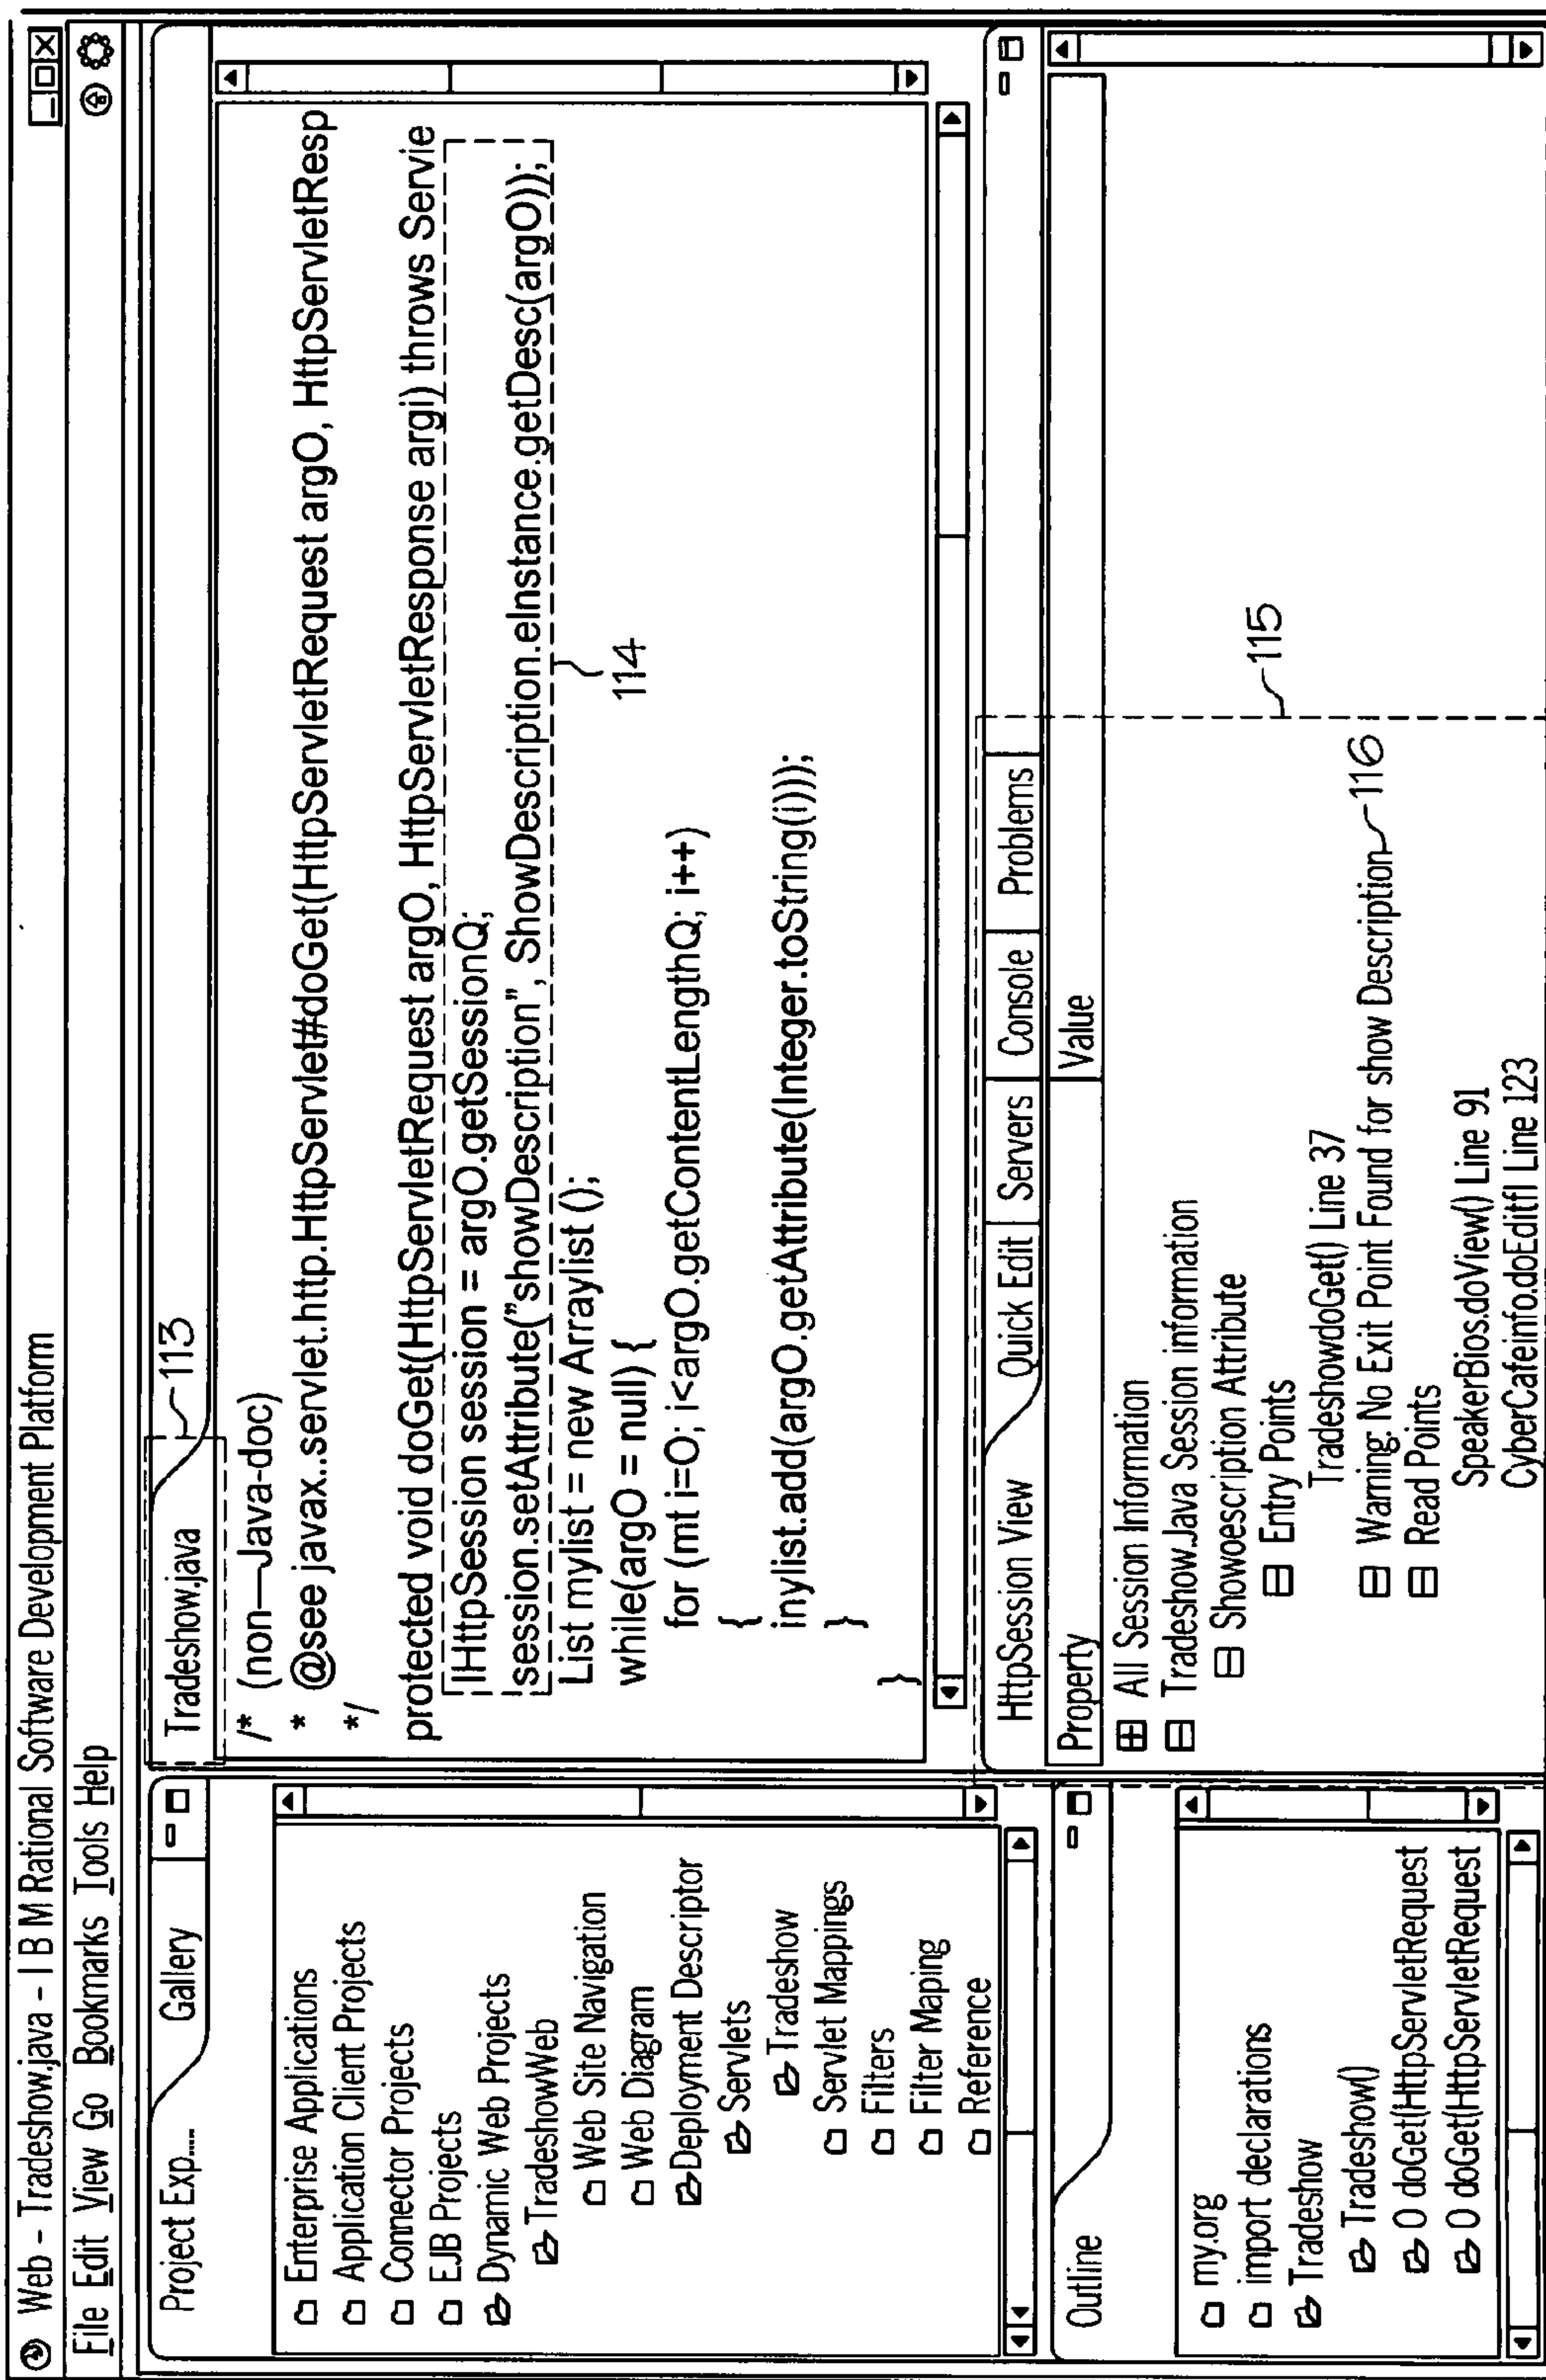 Web - Tradeshow.java - I B M Rational Software Development Platform
File Edit View Go Bookmarks Tools Help
Project Exp.... Gallery
Enterprise Applications
Application Client Projects
Connector Projects
EJB Projects
Dynamic Web Projects
TradeshowWeb
Web Site Navigation
Web Diagram
Deployment Descriptor
Servlets
Tradeshow
Servlet Mappings
Filters
Filter Maping
Reference
Outline
my.org
import declarations
Tradeshow
Tradeshow()
O doGet(HttpServletRequest
O doGet(HttpServletRequest
Tradeshow.java
113
/* (non—Java-doc)
* @see javax..servlet.http.HttpServlet#doGet(HttpServletRequest argO, HttpServletResp
*/
protected void doGet(HttpServletRequest argO, HttpServletResponse argi) throws Servie
HttpSession session = argO.getSessionQ;
session.setAttribute("showDescription", ShowDescription.eInstance.getDesc(argO));
List mylist = new Arraylist ();
while(argO = null) {
for (mt i=O; i<argO.getContentLengthQ; i++)
{
inylist.add(argO.getAttribute(Integer.toString(i)));
}
}
114
HttpSession View Quick Edit Servers Console Problems
Property Value
All Session Information
Tradeshow.Java Session information
Showoescription Attribute
Entry Points
TradeshowdoGet() Line 37
Warning: No Exit Point Found for show Description
116
Read Points
SpeakerBios.doView() Line 91
CyberCafeinfo.doEditfl Line 123
115